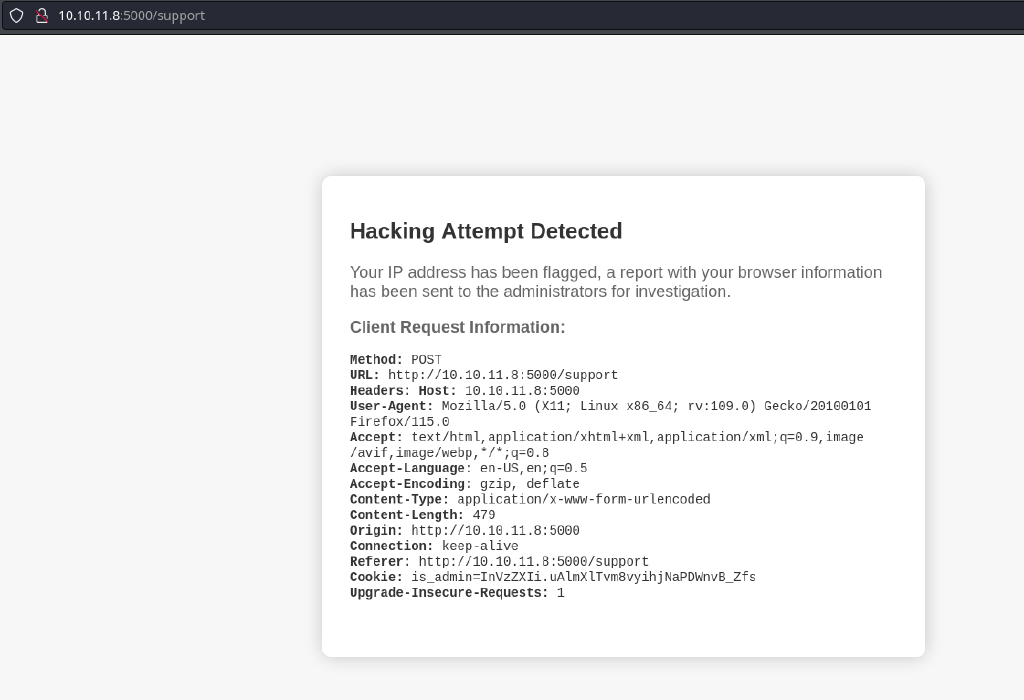 10.10.11.8:5000/support
Hacking Attempt Detected
Your IP address has been flagged, a report with your browser information
has been sent to the administrators for investigation.
Client Request Information:
Method: POST
URL: http://10.10.11.8:5000/support
Headers: Host: 10.10.11.8:5000
User-Agent: Mozilla/5.0 (X11; Linux x86_64; rv:109.0) Gecko/20100101
Firefox/115.0
Accept: text/html,application/xhtml+xml,application/xml;q=0.9,image
/avif,image/webp,*/*;q=0.8
Accept-Language: en-US,en;q=0.5
Accept-Encoding: gzip, deflate
Content-Type: application/x-www-form-urlencoded
Content-Length: 479
Origin: http://10.10.11.8:5000
Connection: keep-alive
Referer: http://10.10.11.8:5000/support
Cookie: is_admin=InVzZXIi.uAlmXlTvm8vyihjNaPDWnvB_Zfs
Upgrade-Insecure-Requests: 1